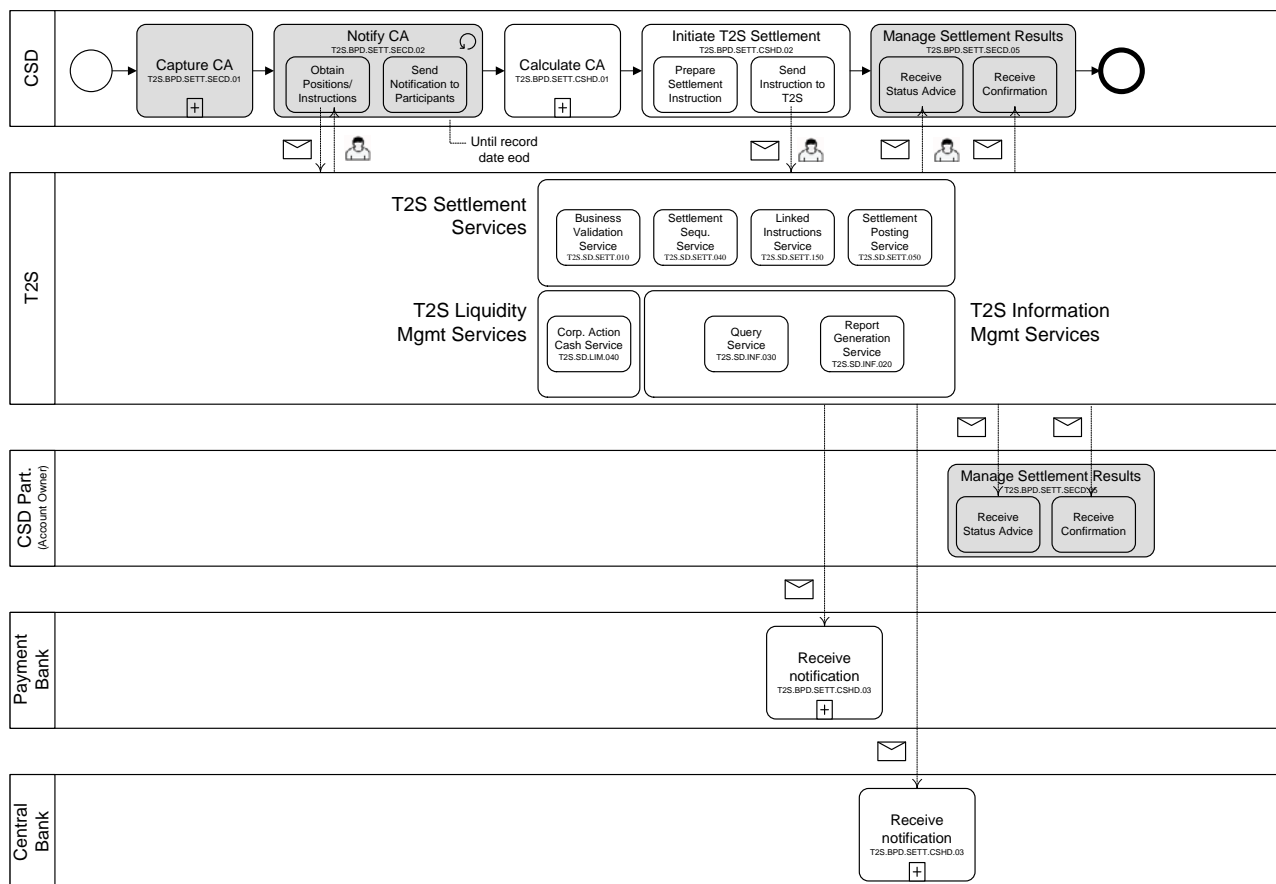 CSD
Capture CA
T2S.BPD.SETT.SECD.01
+
Notify CA
T2S.BPD.SETT.SECD.02
Obtain
Positions/
Instructions
Send
Notification to
Participants
Until record
date eod
Calculate CA
T2S.BPD.SETT.CSHD.01
+
Initiate T2S Settlement
T2S.BPD.SETT.CSHD.02
Prepare
Settlement
Instruction
Send
Instruction to
T2S
Manage Settlement Results
T2S.BPD.SETT.SECD.05
Receive
Status Advice
Receive
Confirmation
T2S
T2S Settlement
Services
Business
Validation
Service
T2S.SD.SETT.010
Settlement
Sequ.
Service
T2S.SD.SETT.040
Linked
Instructions
Service
T2S.SD.SETT.150
Settlement
Posting
Service
T2S.SD.SETT.050
T2S Liquidity
Mgmt Services
Corp. Action
Cash Service
T2S.SD.LIM.040
Query
Service
T2S.SD.INF.030
Report
Generation
Service
T2S.SD.INF.020
T2S Information
Mgmt Services
CSD Part.
(Account Owner)
Manage Settlement Results
T2S.BPD.SETT.SECD.05
Receive
Status Advice
Receive
Confirmation
Payment
Bank
Receive
notification
T2S.BPD.SETT.CSHD.03
+
Central
Bank
Receive
notification
T2S.BPD.SETT.CSHD.03
+